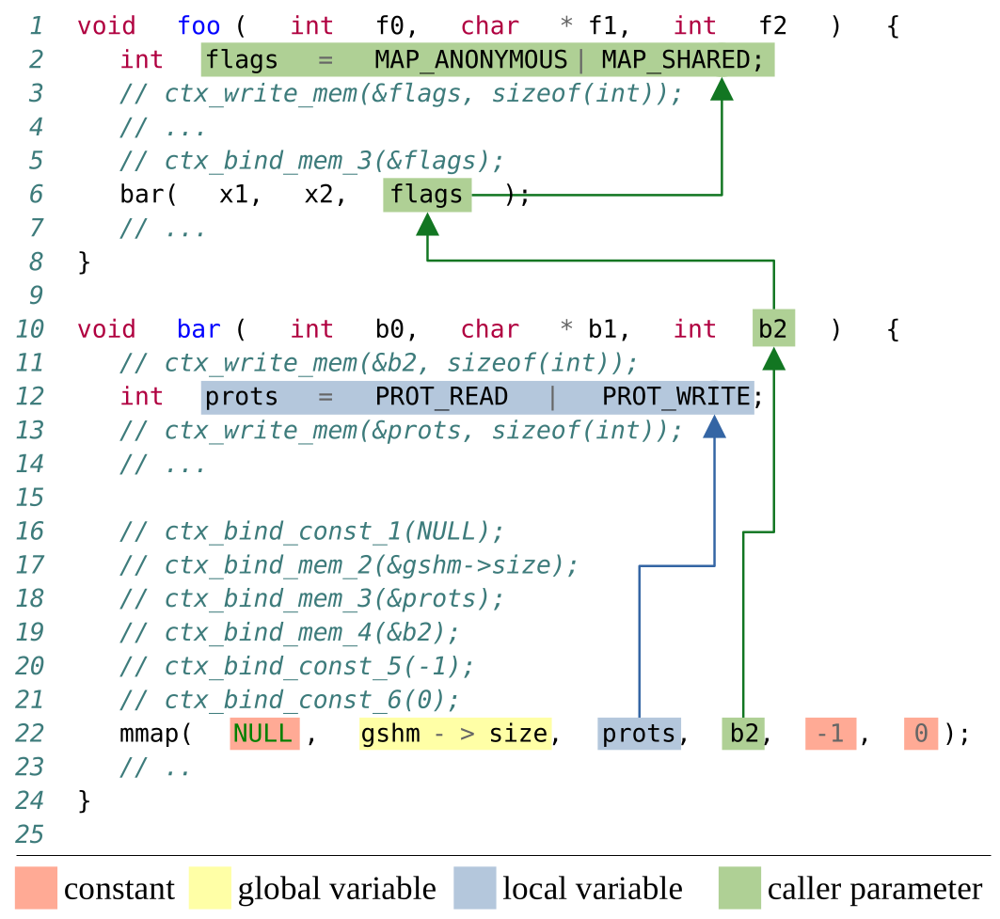 1 void foo ( int f0, char * f1, int f2 ) {
2 int flags = MAP_ANONYMOUS | MAP_SHARED;
3 // ctx_write_mem(&flags, sizeof(int));
4 // ...
5 // ctx_bind_mem_3(&flags);
6 bar( x1, x2, flags );
7 // ...
8 }
9
10 void bar ( int b0, char * b1, int b2 ) {
11 // ctx_write_mem(&b2, sizeof(int));
12 int prots = PROT_READ | PROT_WRITE;
13 // ctx_write_mem(&prots, sizeof(int));
14 // ...
15
16 // ctx_bind_const_1(NULL);
17 // ctx_bind_mem_2(&gshm->size);
18 // ctx_bind_mem_3(&prots);
19 // ctx_bind_mem_4(&b2);
20 // ctx_bind_const_5(-1);
21 // ctx_bind_const_6(0);
22 mmap( NULL , gshm - > size, prots, b2, -1 , 0 );
23 // ..
24 }
25
constant global variable local variable caller parameter